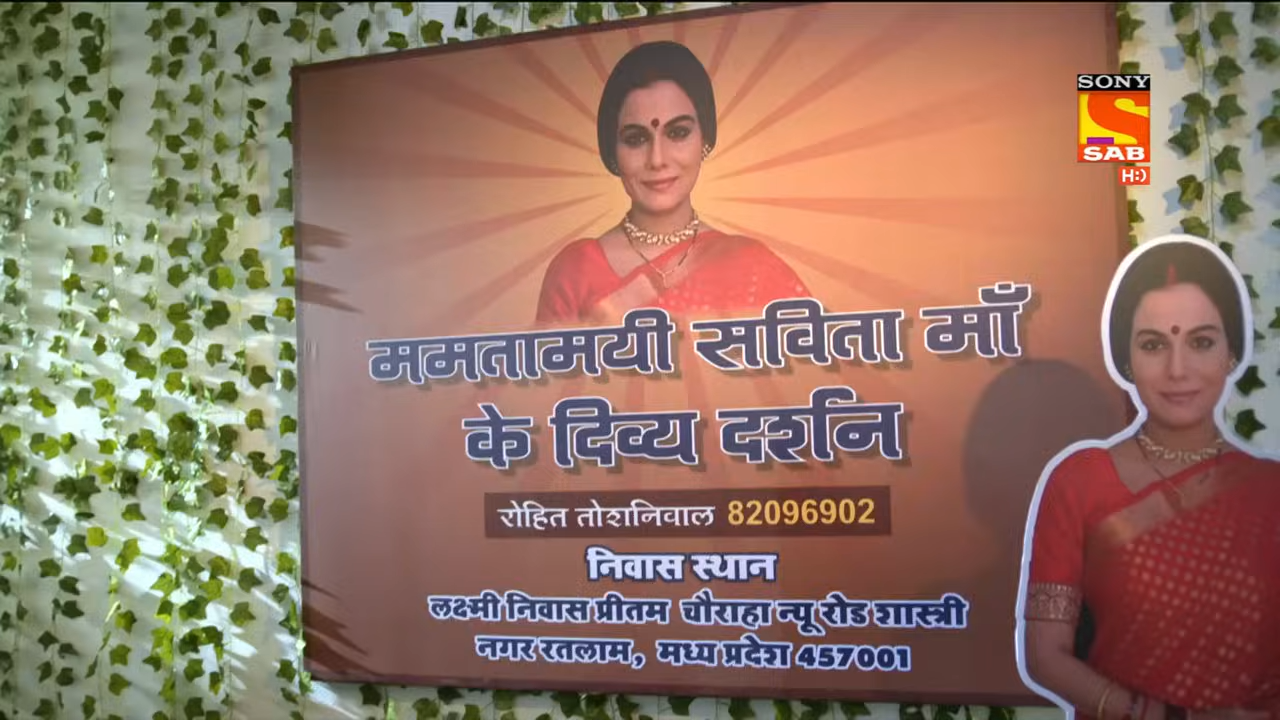 SONY
S
SAB
HD
ममतामयी सविता माँ
के दिव्य दर्शन
रोहित तोशनिवाल 82096902
निवास स्थान
लक्ष्मी निवास प्रीतम चौराहा न्यू रोड शास्त्री
नगर रतलाम, मध्य प्रदेश 457001